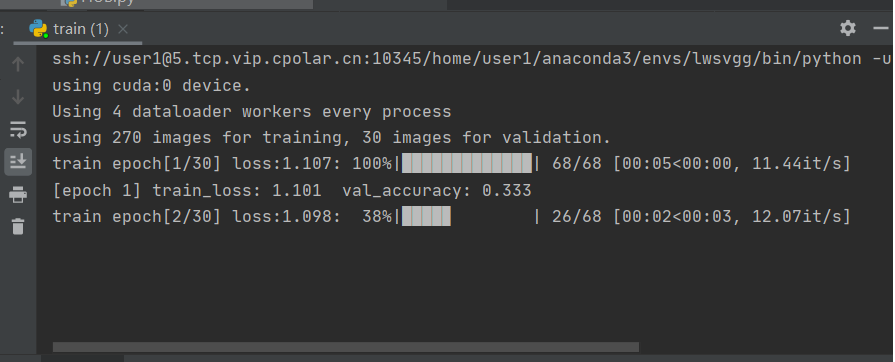 train (1)
ssh://user1@5.tcp.vip.cpolar.cn:10345/home/user1/anaconda3/envs/lwsvgg/bin/python -u
using cuda:0 device.
Using 4 dataloader workers every process
using 270 images for training, 30 images for validation.
train epoch[1/30] loss:1.107: 100%|██████████| 68/68 [00:05<00:00, 11.44it/s]
[epoch 1] train_loss: 1.101  val_accuracy: 0.333
train epoch[2/30] loss:1.098:  38%|███▊      | 26/68 [00:02<00:03, 12.07it/s]